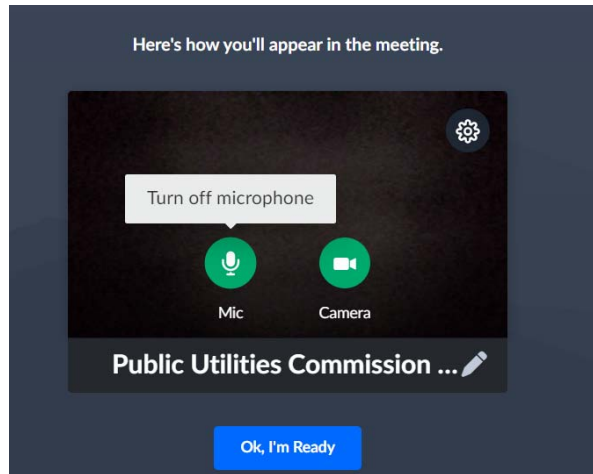 Here's how you'll appear in the meeting.
Turn off microphone
Mic Camera
Public Utilities Commission ...
Ok, I'm Ready